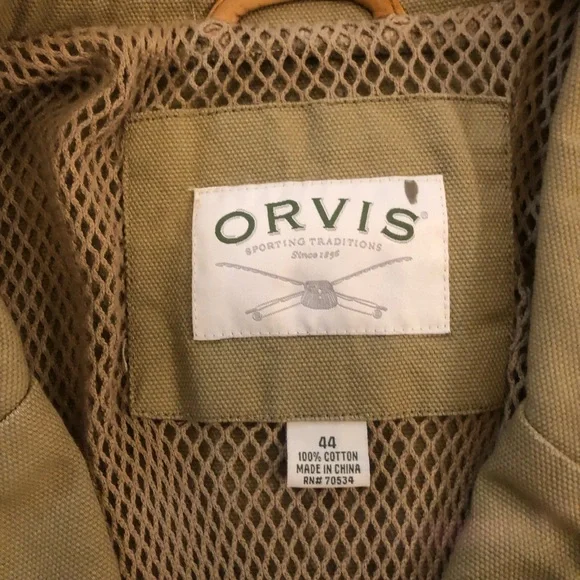 ORVIS®
SPORTING TRADITIONS
Since 1856
44
100% COTTON
MADE IN CHINA
RN# 70534